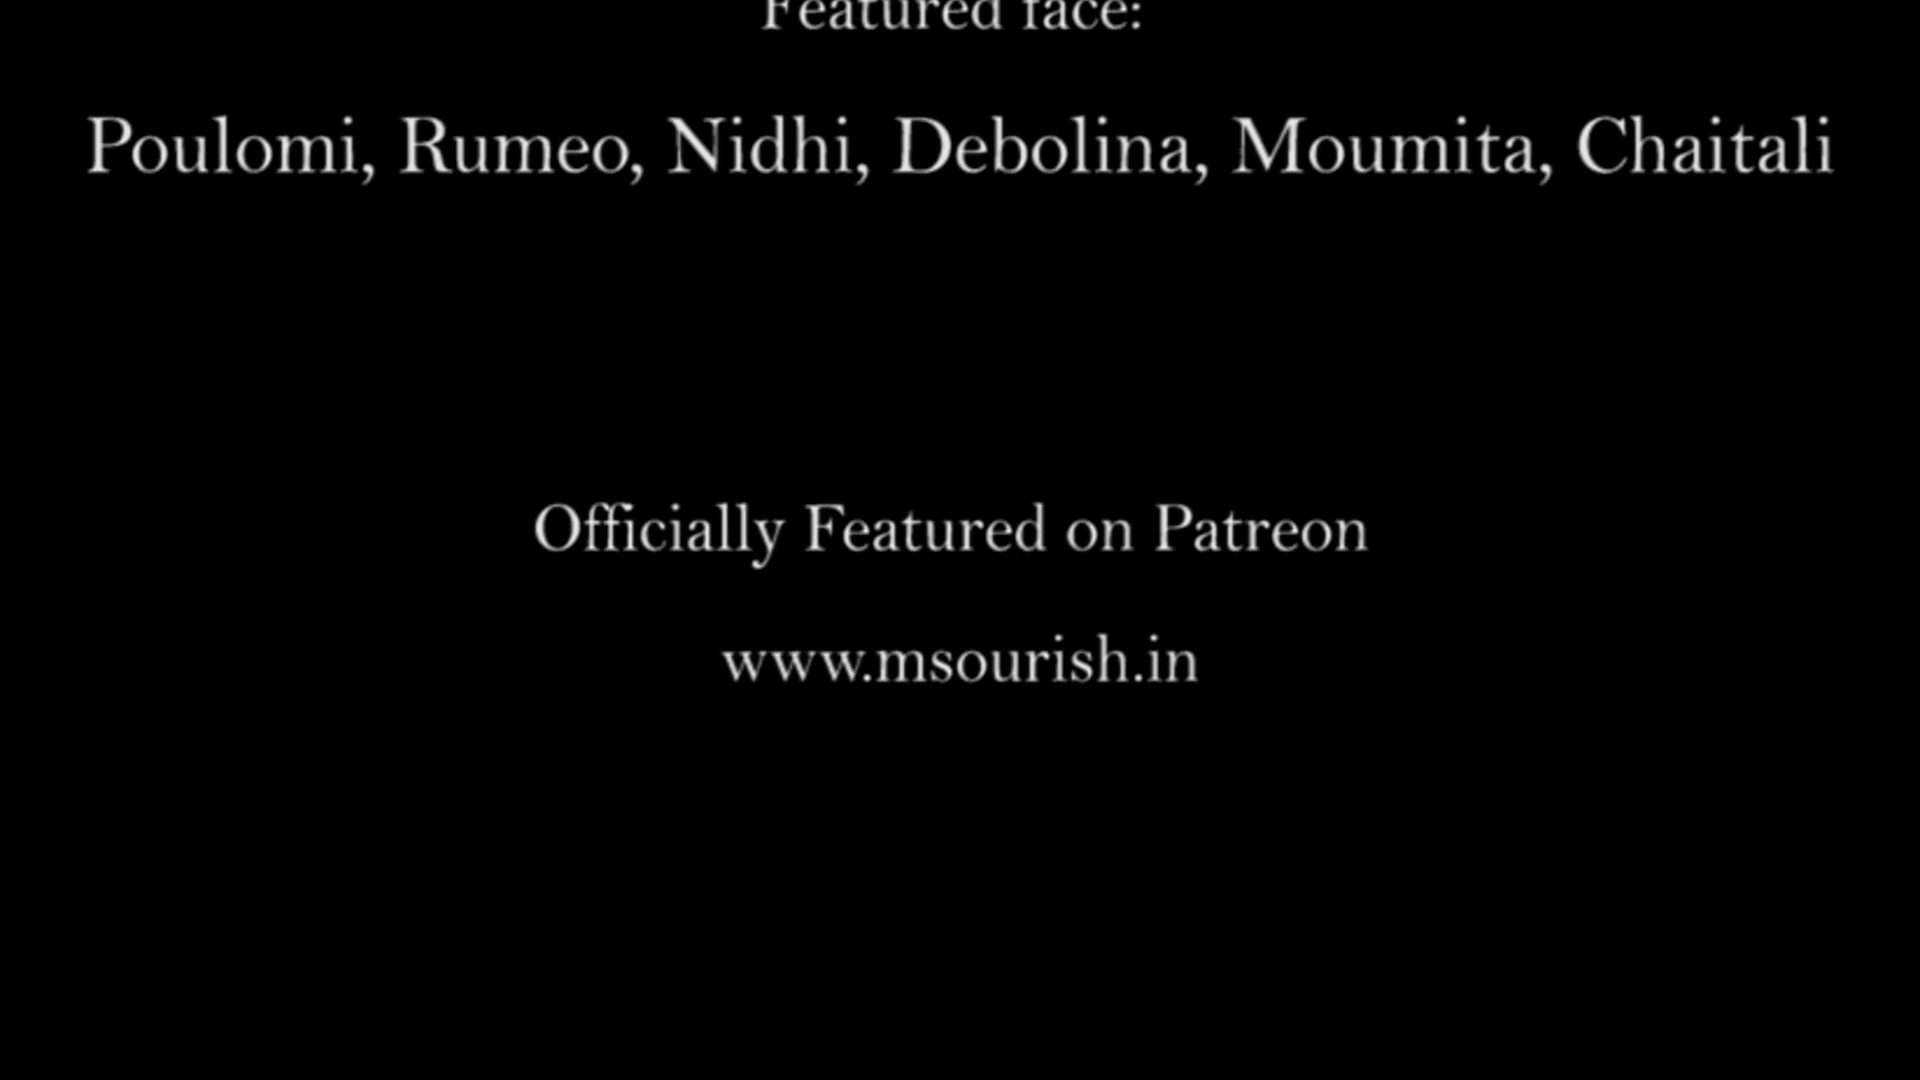 Featured face:
Poulomi, Rumeo, Nidhi, Debolina, Moumita, Chaitali
Officially Featured on Patreon
www.msourish.in